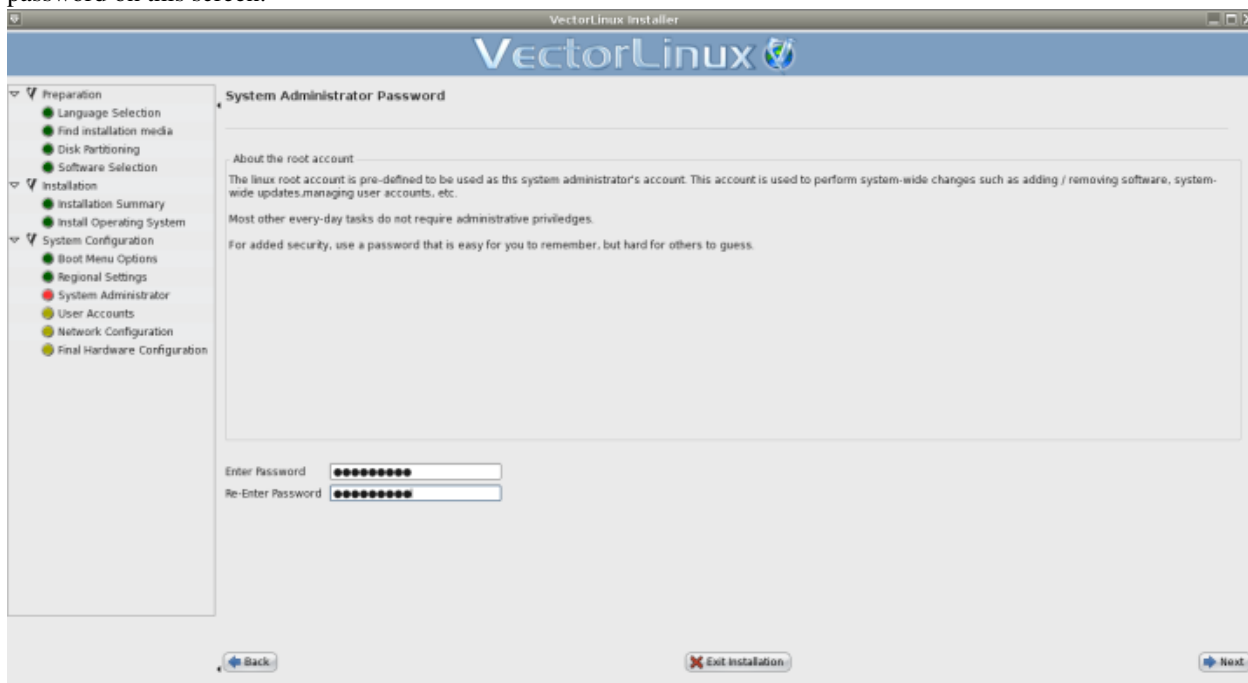 password on this screen.
VectorLinux Installer
VectorLinux
Preparation
Language Selection
Find installation media
Disk Partitioning
Software Selection
Installation
Installation Summary
Install Operating System
System Configuration
Boot Menu Options
Regional Settings
System Administrator
User Accounts
Network Configuration
Final Hardware Configuration
System Administrator Password
About the root account
The linux root account is pre-defined to be used as ths system administrator's account. This account is used to perform system-wide changes such as adding / removing software, system-
wide updates,managing user accounts, etc.
Most other every-day tasks do not require administrative priviledges.
For added security, use a password that is easy for you to remember, but hard for others to guess.
Enter Password
Re-Enter Password
Back
Exit Installation
Next